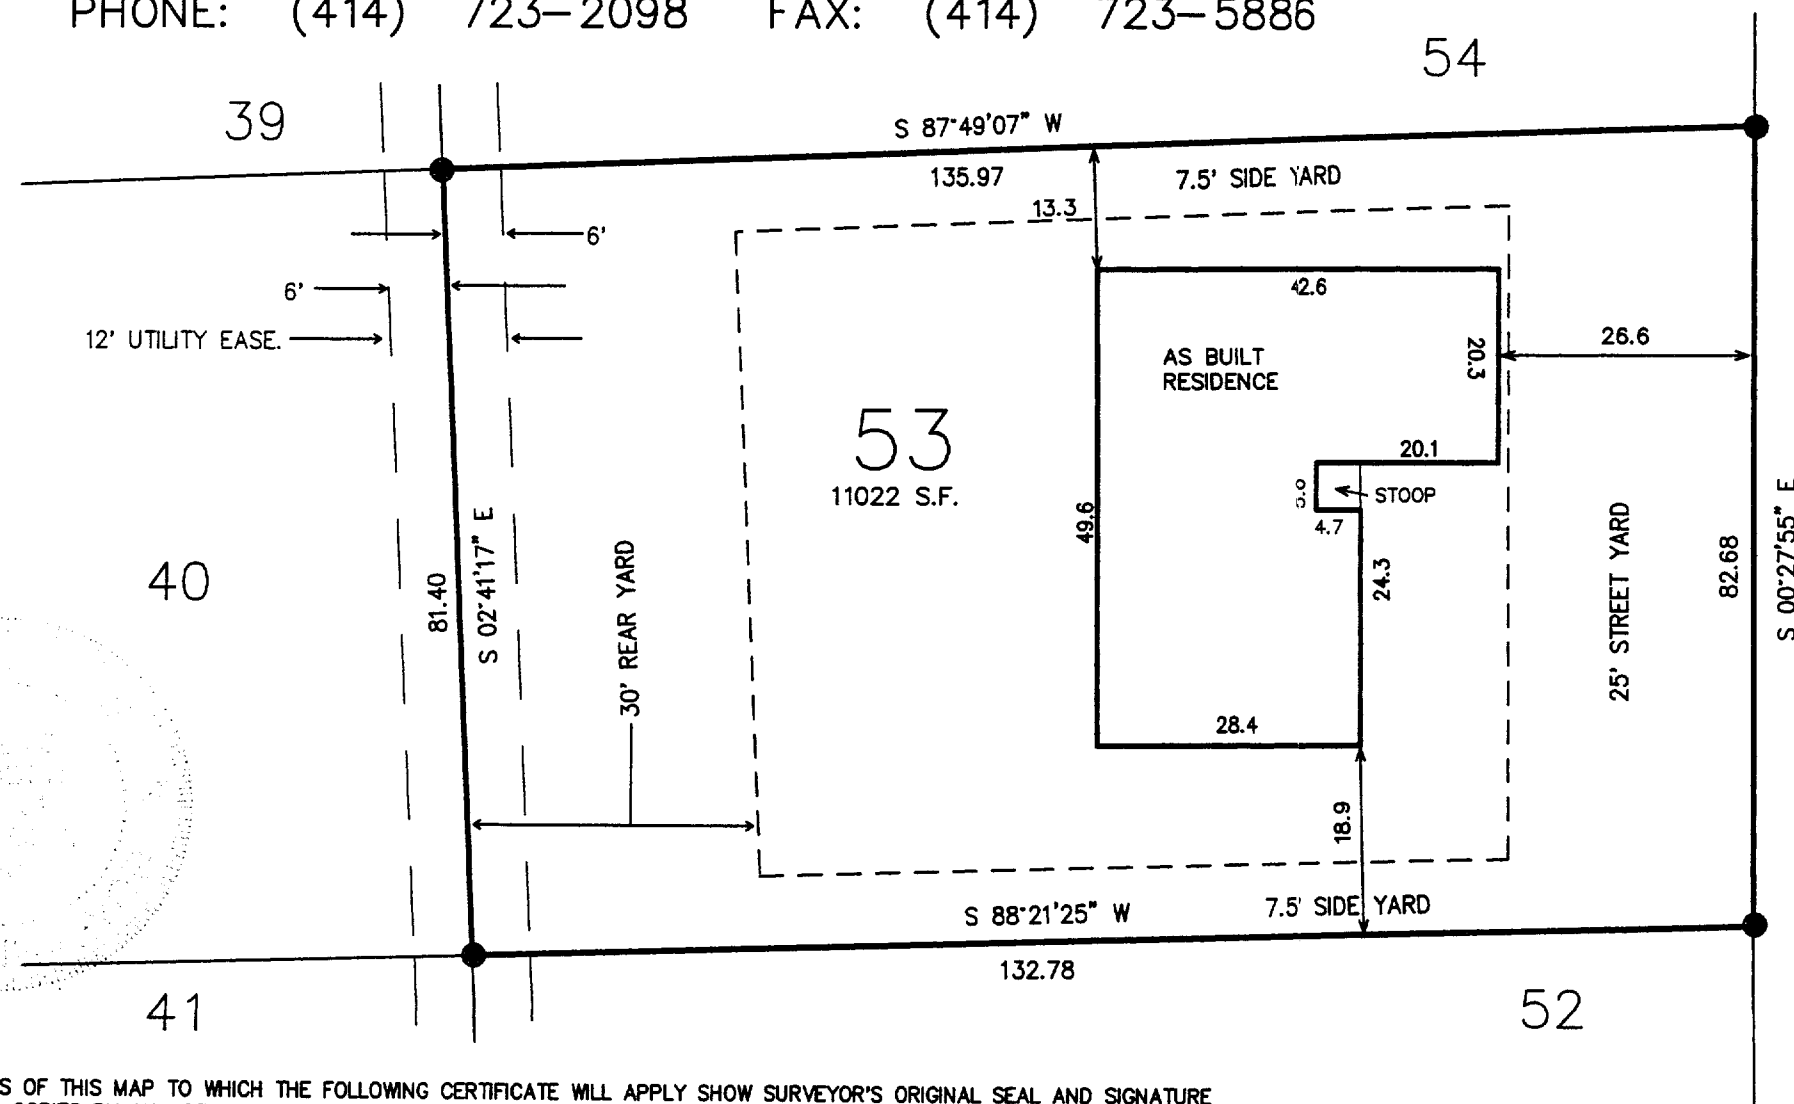 PHONE: (414) 723-2098 FAX: (414) 723-5886
54
39
S 87°49'07" W
135.97
7.5' SIDE YARD
13.3
6'
6'
42.6
12' UTILITY EASE.
26.6
20.3
AS BUILT
RESIDENCE
53
11022 S.F.
20.1
STOOP
4.7
49.6
24.3
40
81.40
S 02°41'17" E
30' REAR YARD
25' STREET YARD
82.68
S 00°27'55" E
28.4
18.9
S 88°21'25" W
7.5' SIDE YARD
132.78
41
52
S OF THIS MAP TO WHICH THE FOLLOWING CERTIFICATE WILL APPLY SHOW SURVEYOR'S ORIGINAL SEAL AND SIGNATURE